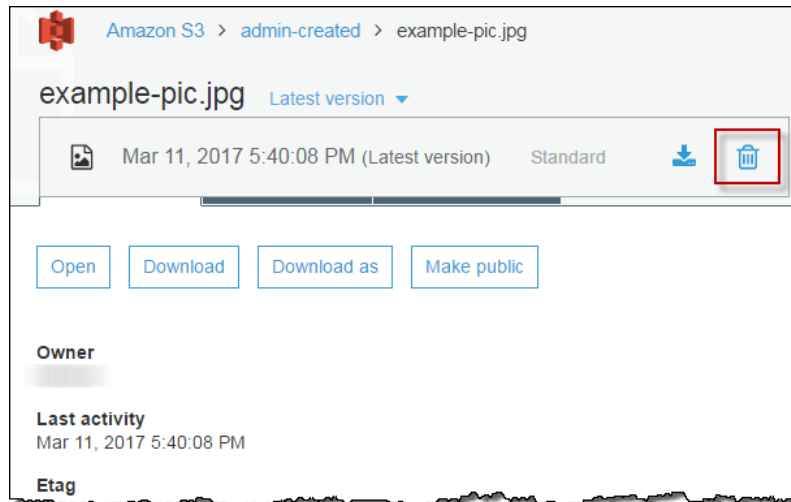 Amazon S3 > admin-created > example-pic.jpg
example-pic.jpg Latest version
Mar 11, 2017 5:40:08 PM (Latest version) Standard
Open Download Download as Make public
Owner
Last activity
Mar 11, 2017 5:40:08 PM
Etag